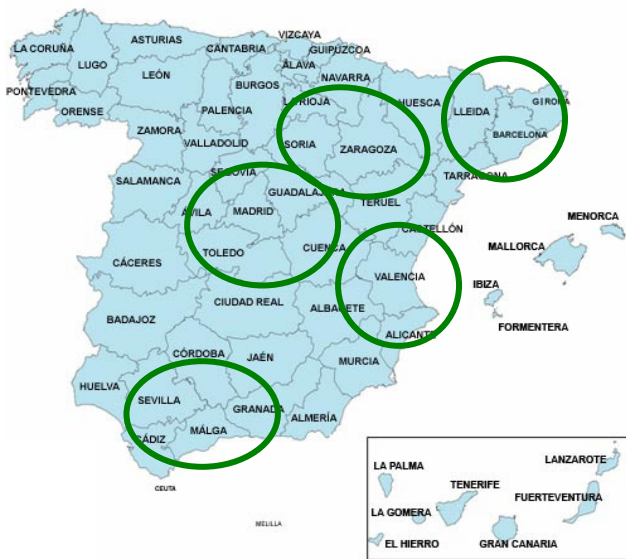 VIZCAYA
ASTURIAS
LA CORUÑA
CANTABRIA
GUIPUZCOA
LUGO
ÁLAVA
LEÓN
NAVARRA
BURGOS
PONTEVEDRA
LA RIOJA
HUESCA
GIRONA
ORENSE
PALENCIA
LLEIDA
ZAMORA
BARCELONA
VALLADOLID
SORIA
ZARAGOZA
SEGOVIA
TARRAGONA
SALAMANCA
GUADALAJARA
TERUEL
ÁVILA
MADRID
MENORCA
CASTELLÓN
MALLORCA
TOLEDO
CUENCA
CÁCERES
VALENCIA
IBIZA
CIUDAD REAL
ALBACETE
BADAJOZ
FORMENTERA
ALICANTE
CÓRDOBA
JAÉN
MURCIA
HUELVA
SEVILLA
GRANADA
ALMERÍA
MÁLGA
CÁDIZ
CEUTA
MELILLA
LANZAROTE
LA PALMA
TENERIFE
FUERTEVENTURA
LA GOMERA
EL HIERRO
GRAN CANARIA